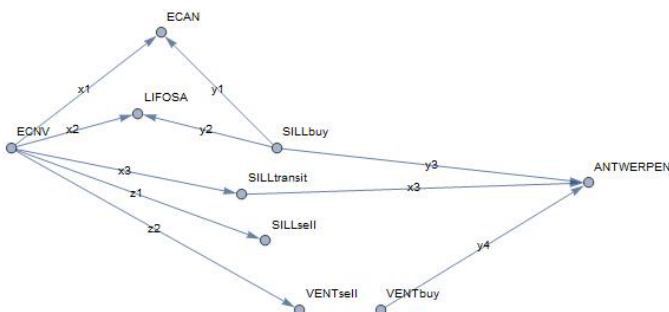 ECAN
x1
y1
LIFOSA
ECNV
x2
y2
SILLbuy
y3
ANTWERPEN
x3
SILLtransit
x3
z1
SILLsell
z2
y4
VENTsell
VENTbuy